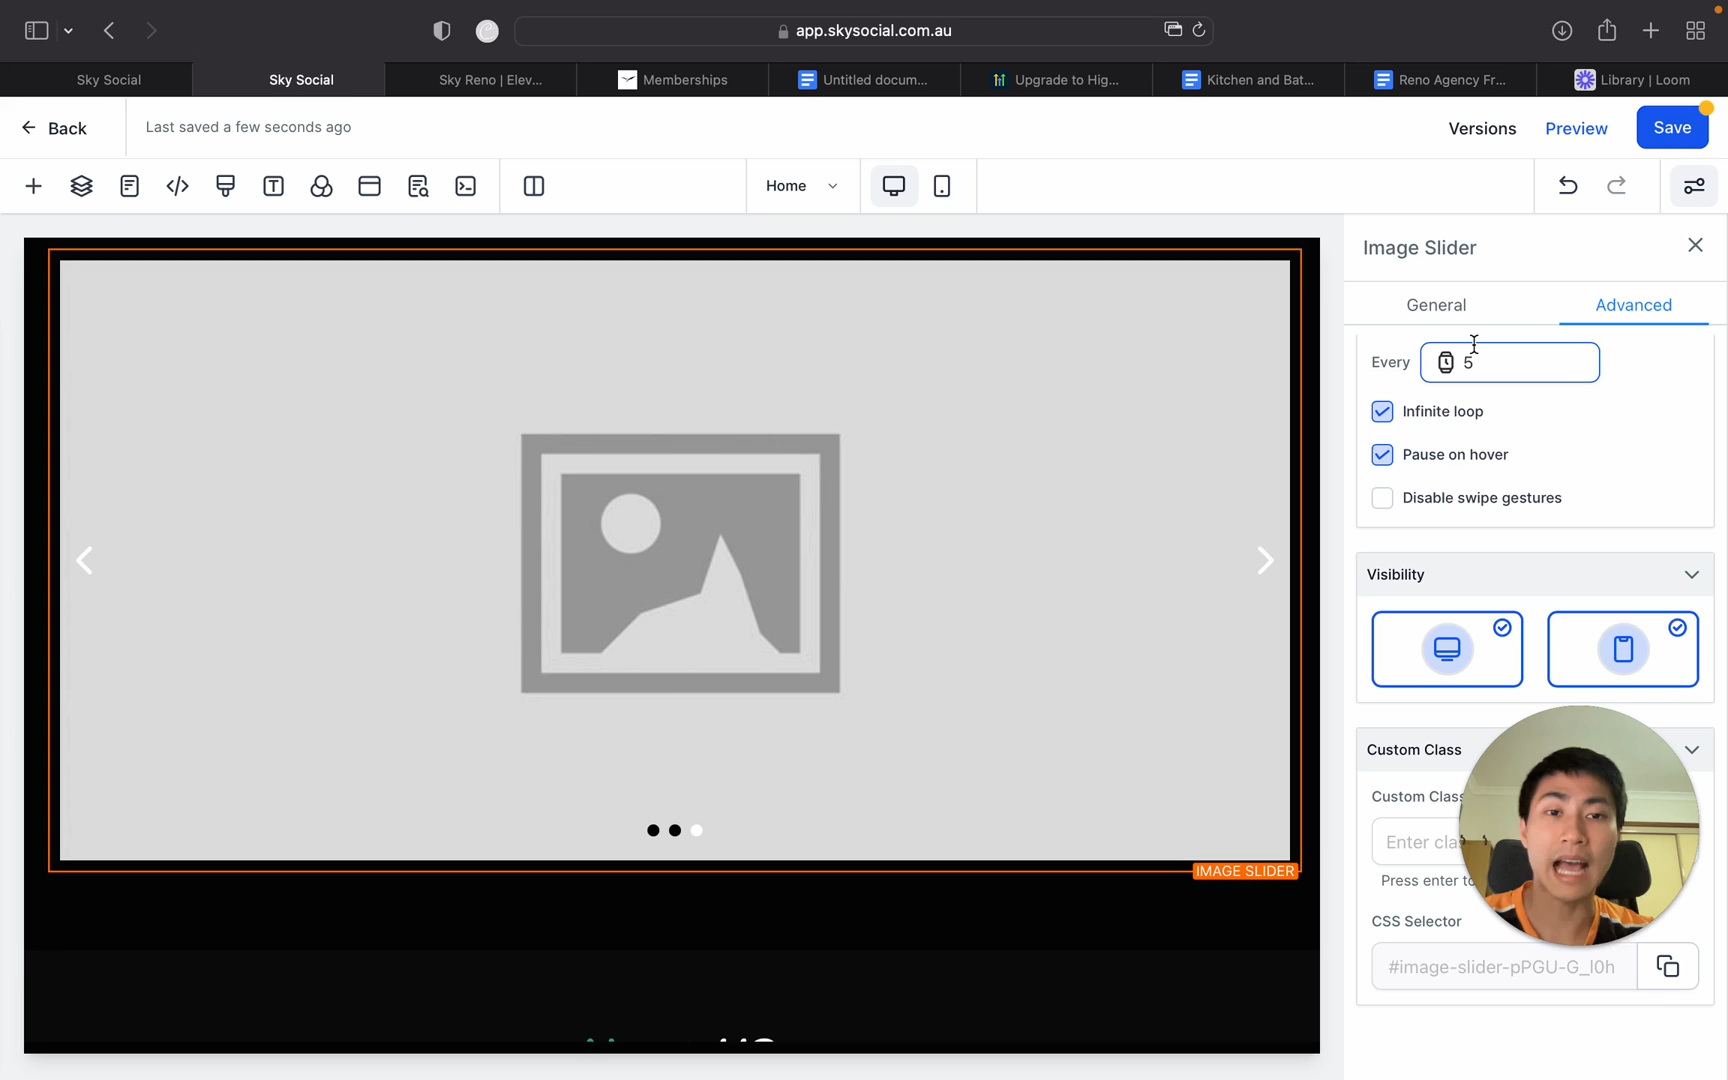 app.skysocial.com.au
Sky Social
Sky Social
Sky Reno | Elev...
Memberships
Untitled docum...
Upgrade to Hig...
Kitchen and Bat...
Reno Agency Fr...
Library | Loom
Back
Last saved a few seconds ago
Versions
Preview
Save
Home
Image Slider
General
Advanced
Every
5
Infinite loop
Pause on hover
Disable swipe gestures
Visibility
Custom Class
Custom Class
Enter cla
Press enter to
CSS Selector
#image-slider-pPGU-G_l0h
IMAGE SLIDER